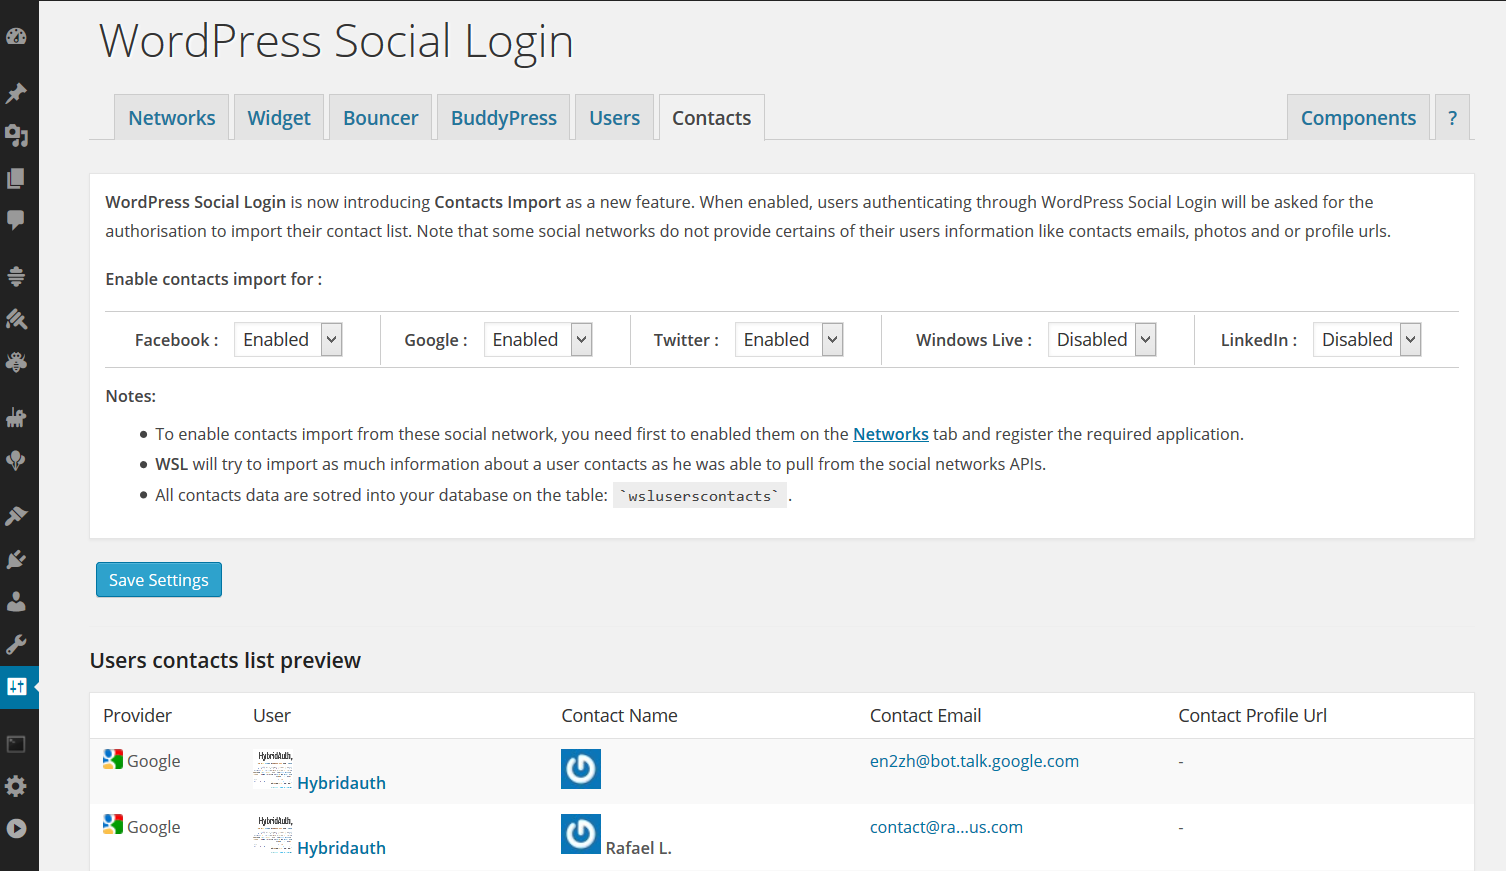 WordPress Social Login
Networks Widget Bouncer BuddyPress Users Contacts Components ?
WordPress Social Login is now introducing Contacts Import as a new feature. When enabled, users authenticating through WordPress Social Login will be asked for the
authorisation to import their contact list. Note that some social networks do not provide certains of their users information like contacts emails, photos and or profile urls.
Enable contacts import for :
Facebook : Enabled Google : Enabled Twitter : Enabled Windows Live : Disabled LinkedIn : Disabled
Notes:
• To enable contacts import from these social network, you need first to enabled them on the Networks tab and register the required application.
• WSL will try to import as much information about a user contacts as he was able to pull from the social networks APIs.
• All contacts data are sotred into your database on the table: `wsluserscontacts` .
Save Settings
Users contacts list preview
Provider User Contact Name Contact Email Contact Profile Url
Google HybridAuth, Hybridauth en2zh@bot.talk.google.com -
Google HybridAuth, Hybridauth Rafael L. contact@ra...us.com -